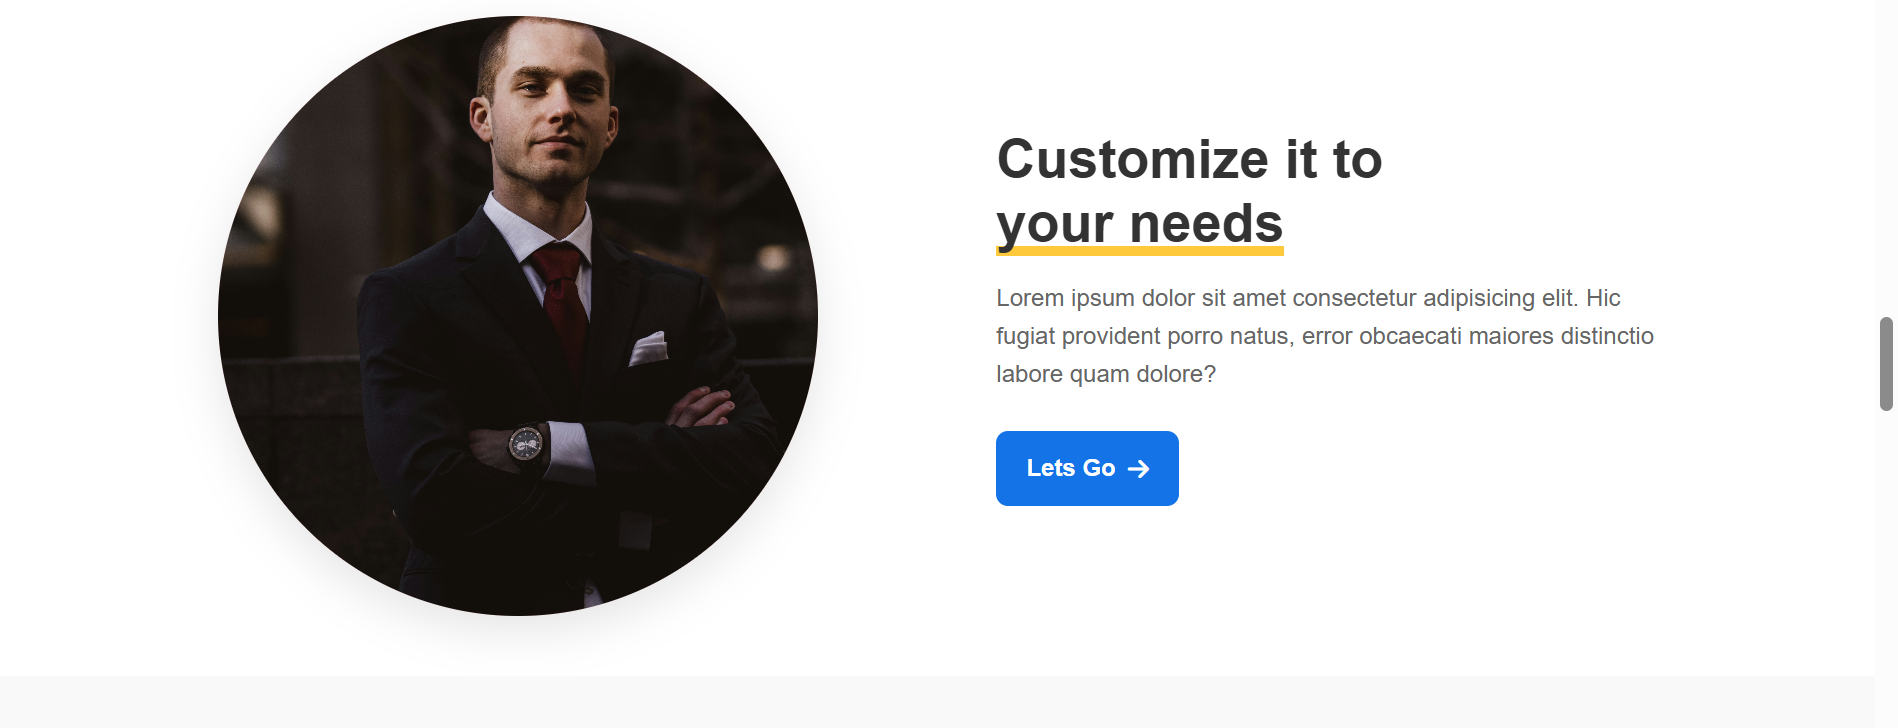 Customize it to
your needs
Lorem ipsum dolor sit amet consectetur adipisicing elit. Hic
fugiat provident porro natus, error obcaecati maiores distinctio
labore quam dolore?
Lets Go